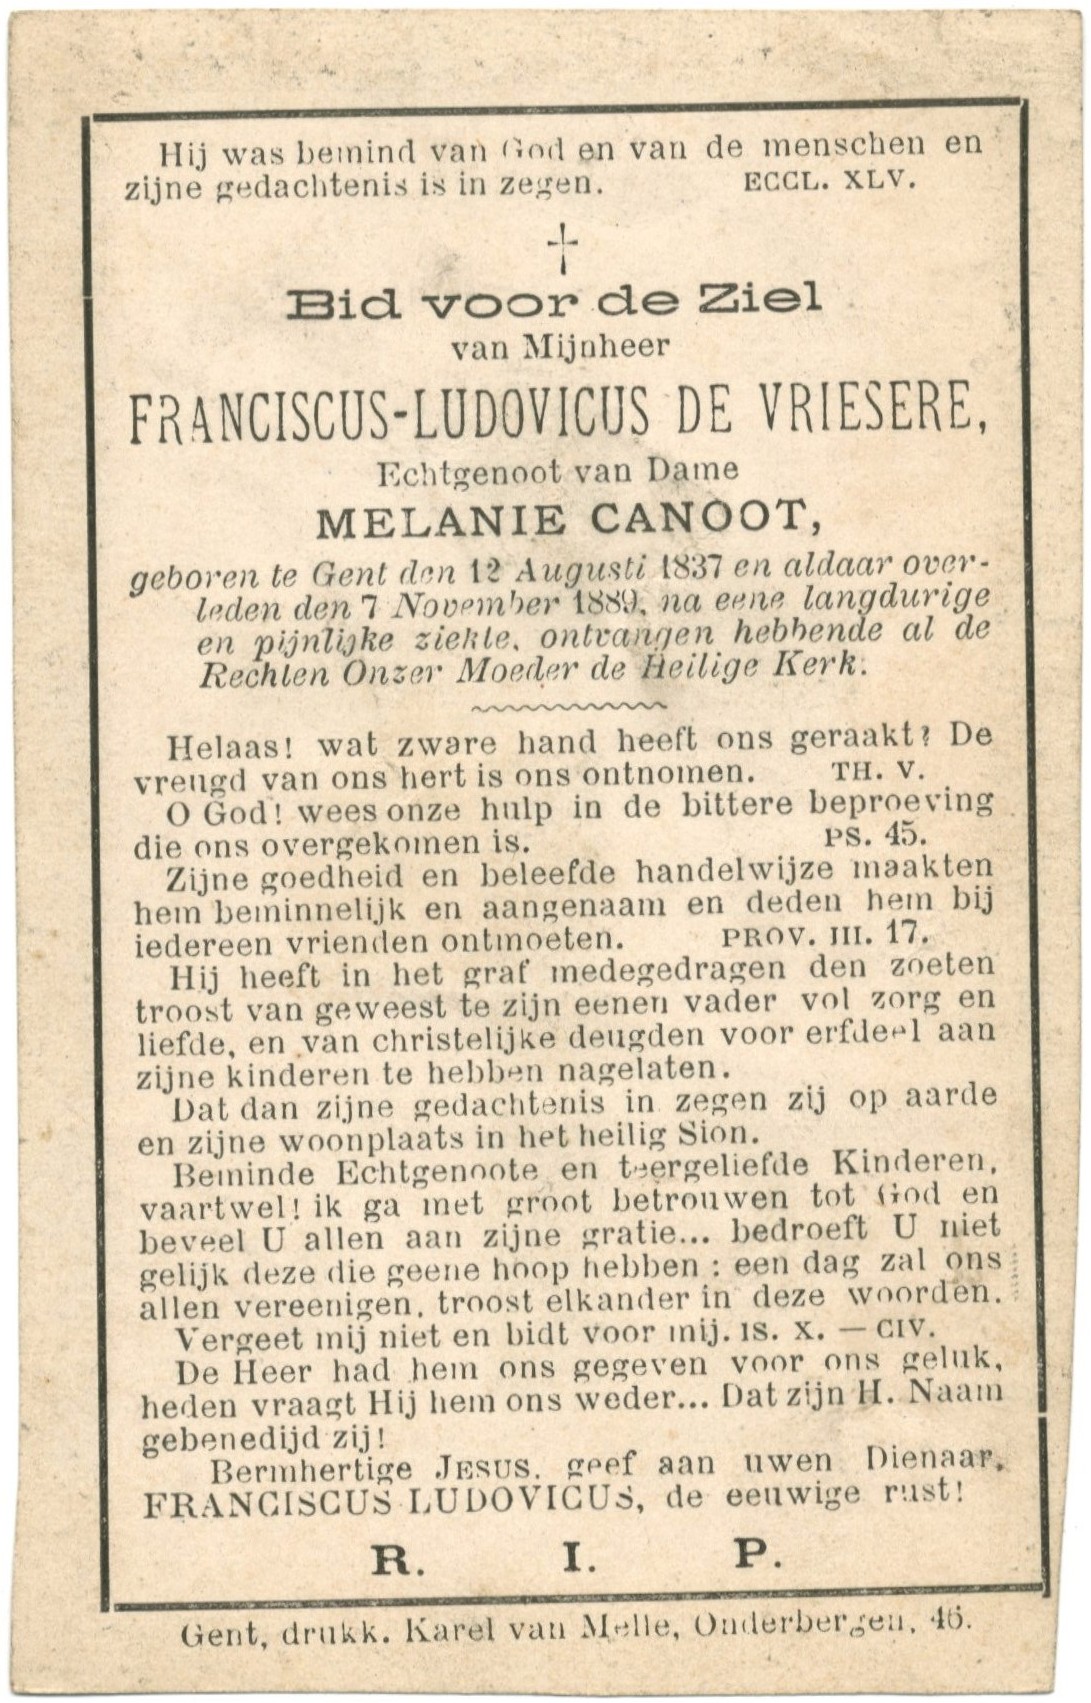 Hij was bemind van God en van de menschen en
zijne gedachtenis is in zegen. ECCL. XLV.
†
Bid voor de Ziel
van Mijnheer
FRANCISCUS-LUDOVICUS DE VRIESERE,
Echtgenoot van Dame
MELANIE CANOOT,
geboren te Gent den 12 Augusti 1837 en aldaar over-
leden den 7 November 1889, na eene langdurige
en pijnlijke ziekte, ontvangen hebbende al de
Rechten Onzer Moeder de Heilige Kerk.
Helaas! wat zware hand heeft ons geraakt? De
vreugd van ons hert is ons ontnomen. TH. V.
O God! wees onze hulp in de bittere beproeving
die ons overgekomen is. PS. 45.
Zijne goedheid en beleefde handelwijze maakten
hem beminnelijk en aangenaam en deden hem bij
iedereen vrienden ontmoeten. PROV. III. 17.
Hij heeft in het graf medegedragen den zoeten
troost van geweest te zijn eenen vader vol zorg en
liefde, en van christelijke deugden voor erfdeel aan
zijne kinderen te hebben nagelaten.
Dat dan zijne gedachtenis in zegen zij op aarde
en zijne woonplaats in het heilig Sion.
Beminde Echtgenoote en teergeliefde Kinderen,
vaartwel! ik ga met groot betrouwen tot God en
beveel U allen aan zijne gratie... bedroeft U niet
gelijk deze die geene hoop hebben : een dag zal ons
allen vereenigen, troost elkander in deze woorden.
Vergeet mij niet en bidt voor mij. IS. X. — CIV.
De Heer had hem ons gegeven voor ons geluk,
heden vraagt Hij hem ons weder... Dat zijn H. Naam
gebenedijd zij!
Bermhertige JESUS, geef aan uwen Dienaar,
FRANCISCUS LUDOVICUS, de eeuwige rust!
R. I. P.
Gent, drukk. Karel van Melle, Onderbergen, 46.